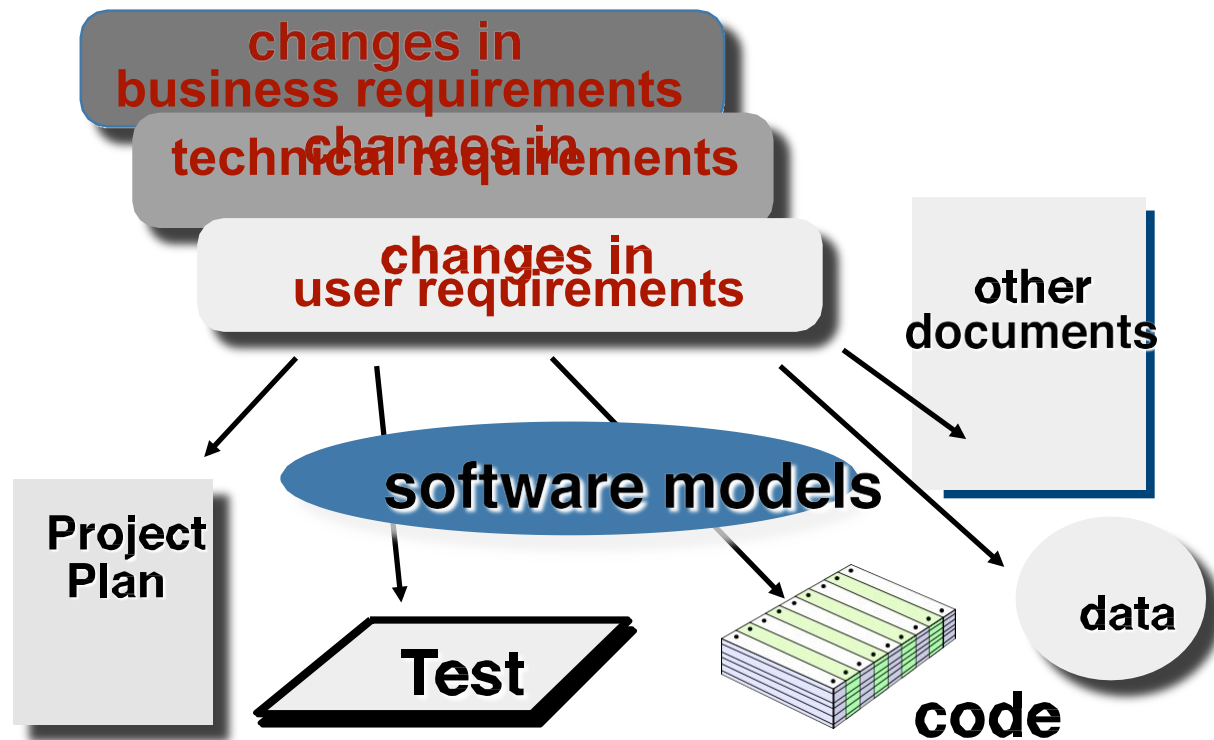 changes in
business requirements
changes in
technical requirements
changes in
user requirements
other
documents
software models
Project
Plan
data
Test
code